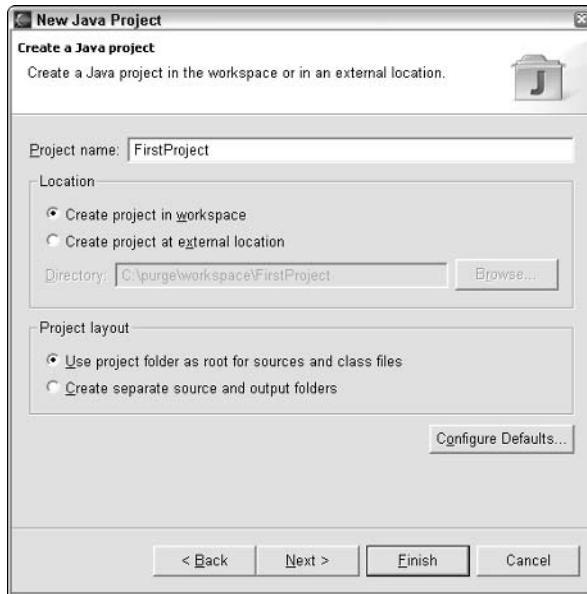 New Java Project
Create a Java project
Create a Java project in the workspace or in an external location.
J
Project name: FirstProject
Location
Create project in workspace
Create project at external location
Directory: C:\purge\workspace\FirstProject Browse...
Project layout
Use project folder as root for sources and class files
Create separate source and output folders
Configure Defaults...
< Back Next > Finish Cancel